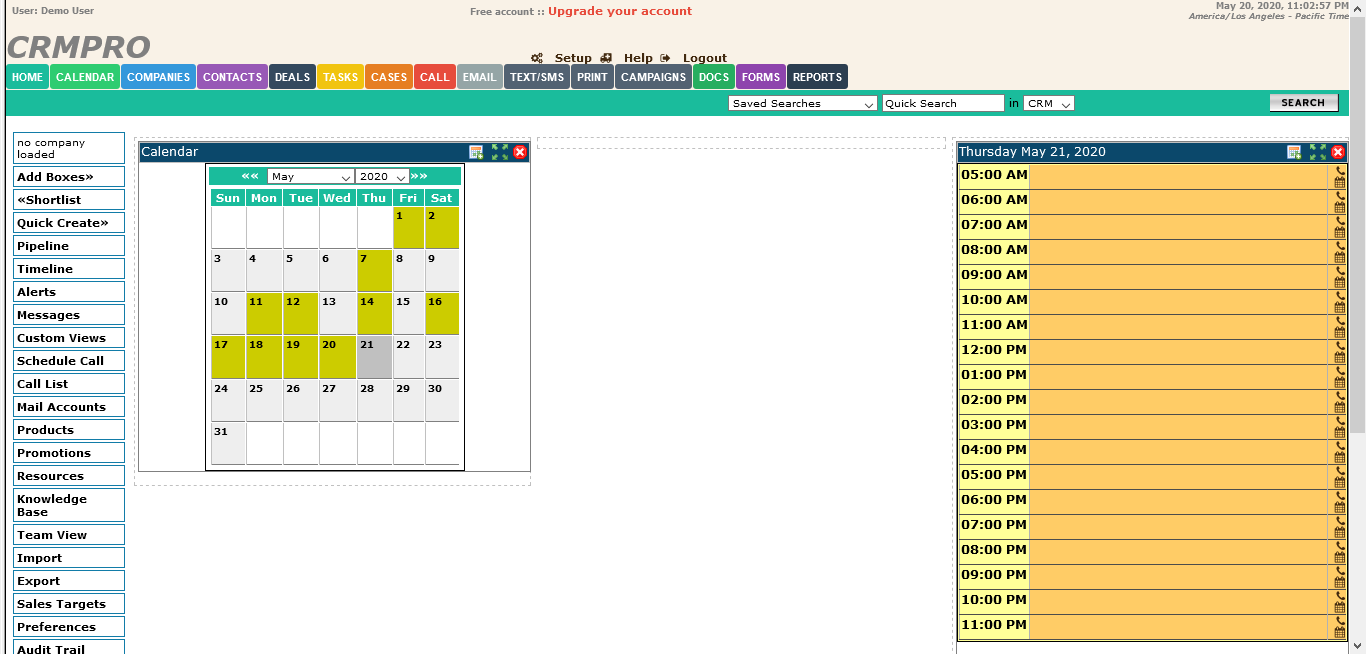 User: Demo User
Free account :: Upgrade your account
May 20, 2020, 11:02:57 PM
America/Los Angeles - Pacific Time
CRMPRO
Setup Help Logout
HOME CALENDAR COMPANIES CONTACTS DEALS TASKS CASES CALL EMAIL TEXT/SMS PRINT CAMPAIGNS DOCS FORMS REPORTS
Saved Searches Quick Search in CRM SEARCH
no company
loaded
Add Boxes»
«Shortlist
Quick Create»
Pipeline
Timeline
Alerts
Messages
Custom Views
Schedule Call
Call List
Mail Accounts
Products
Promotions
Resources
Knowledge
Base
Team View
Import
Export
Sales Targets
Preferences
Audit Trail
Calendar
«« May 2020 »»
Sun Mon Tue Wed Thu Fri Sat
1 2
3 4 5 6 7 8 9
10 11 12 13 14 15 16
17 18 19 20 21 22 23
24 25 26 27 28 29 30
31
Thursday May 21, 2020
05:00 AM
06:00 AM
07:00 AM
08:00 AM
09:00 AM
10:00 AM
11:00 AM
12:00 PM
01:00 PM
02:00 PM
03:00 PM
04:00 PM
05:00 PM
06:00 PM
07:00 PM
08:00 PM
09:00 PM
10:00 PM
11:00 PM